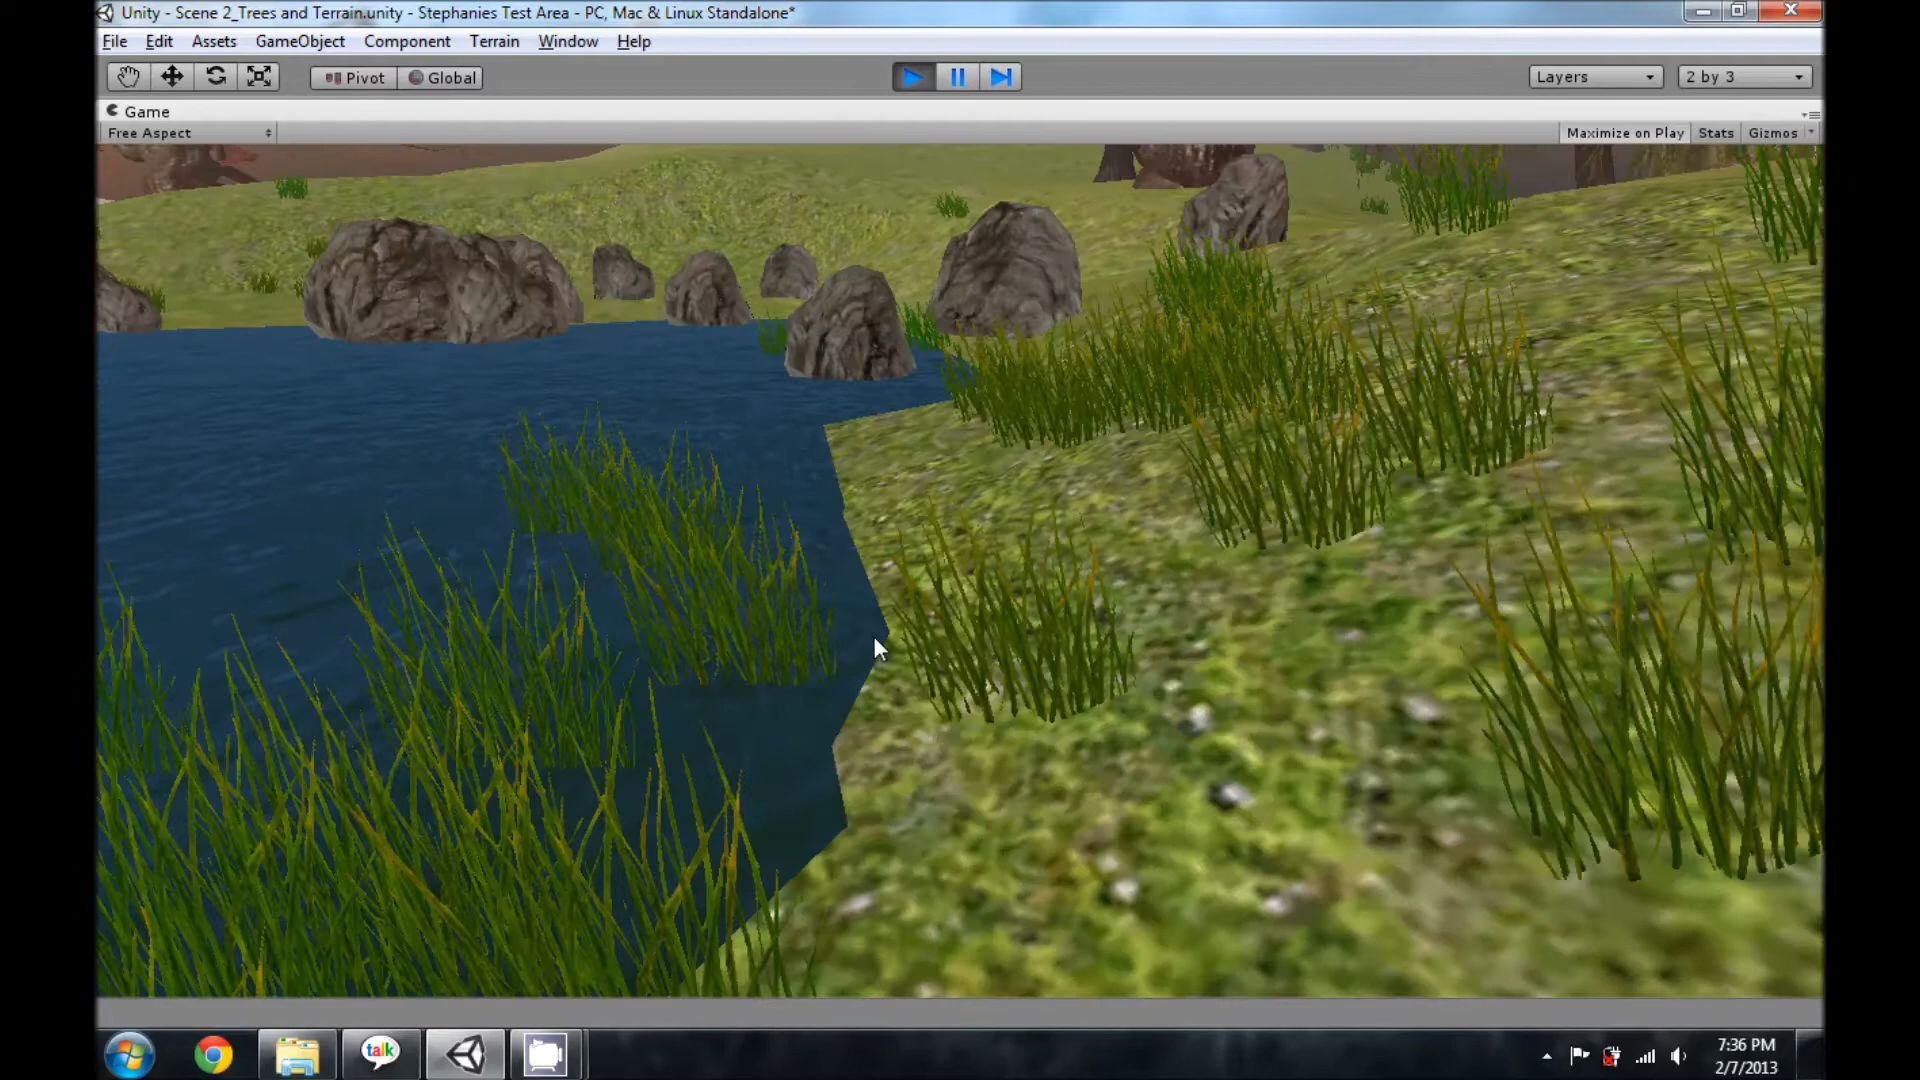 Unity - Scene 2_Trees and Terrain.unity - Stephanies Test Area - PC, Mac & Linux Standalone*
File Edit Assets GameObject Component Terrain Window Help
Pivot Global Layers 2 by 3
Game
Free Aspect Maximize on Play Stats Gizmos
talk
7:36 PM
2/7/2013